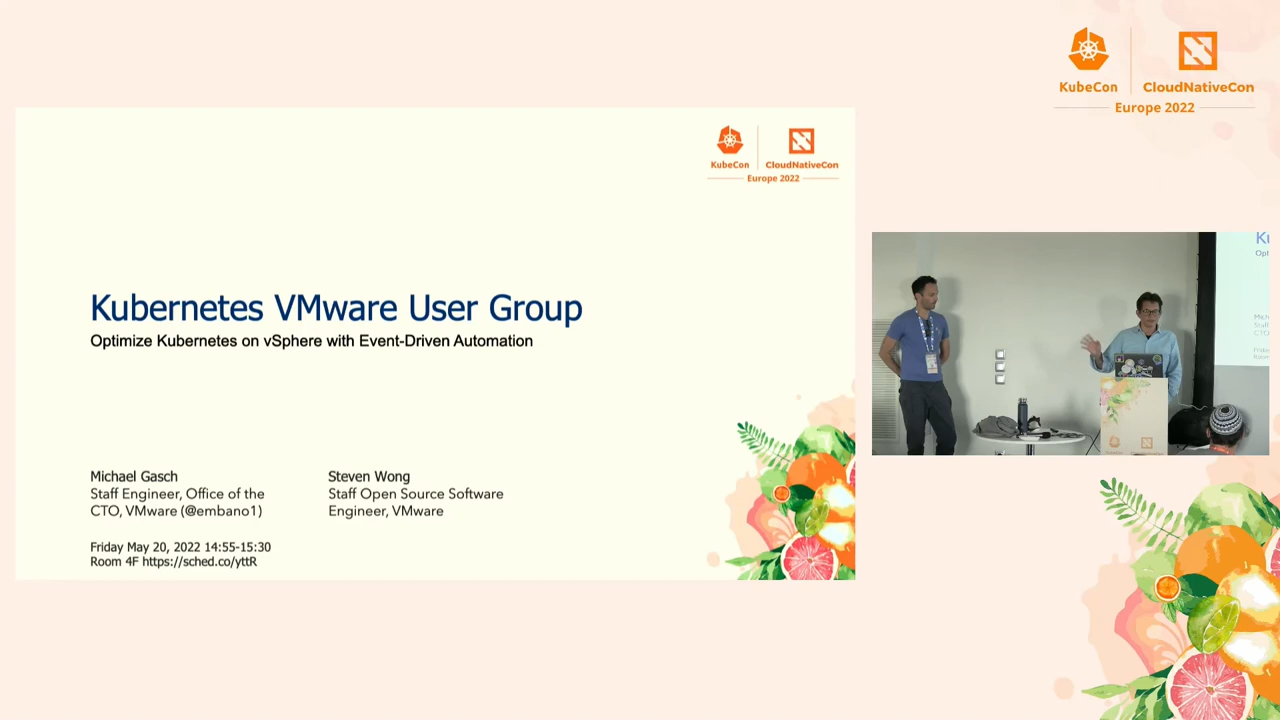 KubeCon
CloudNativeCon
Europe 2022
KubeCon
CloudNativeCon
Europe 2022
Kubernetes VMware User Group
Optimize Kubernetes on vSphere with Event-Driven Automation
Michael Gasch
Staff Engineer, Office of the
CTO, VMware (@embano1)
Steven Wong
Staff Open Source Software
Engineer, VMware
Friday May 20, 2022 14:55-15:30
Room 4F https://sched.co/yttR